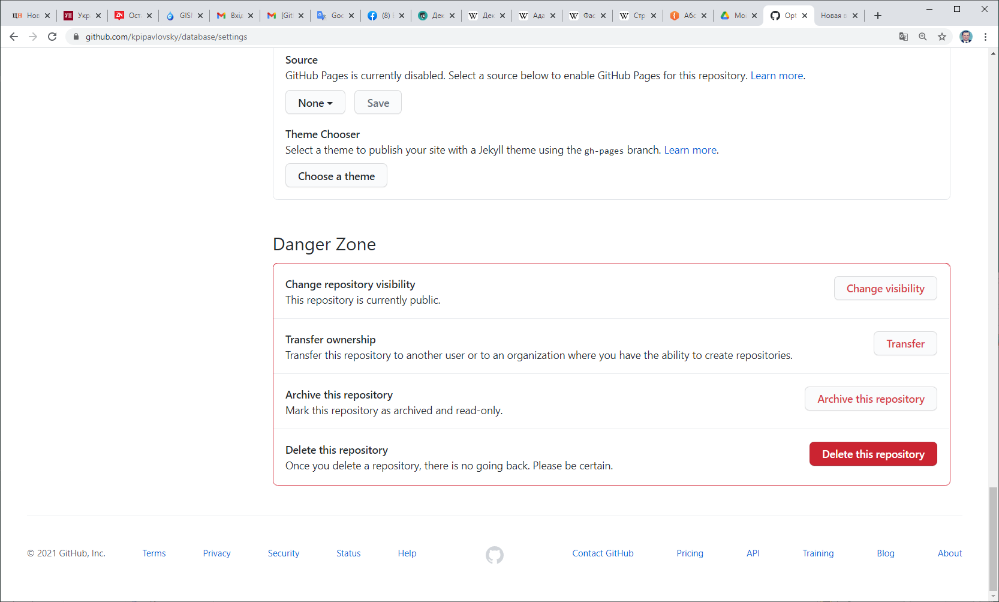 ЦН Нов
УП Укр
ZN Ост
GISI
Вхід
[Git
Goo
(8)
Дек
W Дек
W Ада
W Фас
W Стр
Абс
Мо
Opt
Новая в
github.com/kpipavlovsky/database/settings
Source
GitHub Pages is currently disabled. Select a source below to enable GitHub Pages for this repository. Learn more.
None Save
Theme Chooser
Select a theme to publish your site with a Jekyll theme using the gh-pages branch. Learn more.
Choose a theme
Danger Zone
Change repository visibility
This repository is currently public.
Change visibility
Transfer ownership
Transfer this repository to another user or to an organization where you have the ability to create repositories.
Transfer
Archive this repository
Mark this repository as archived and read-only.
Archive this repository
Delete this repository
Once you delete a repository, there is no going back. Please be certain.
Delete this repository
© 2021 GitHub, Inc. Terms Privacy Security Status Help Contact GitHub Pricing API Training Blog About